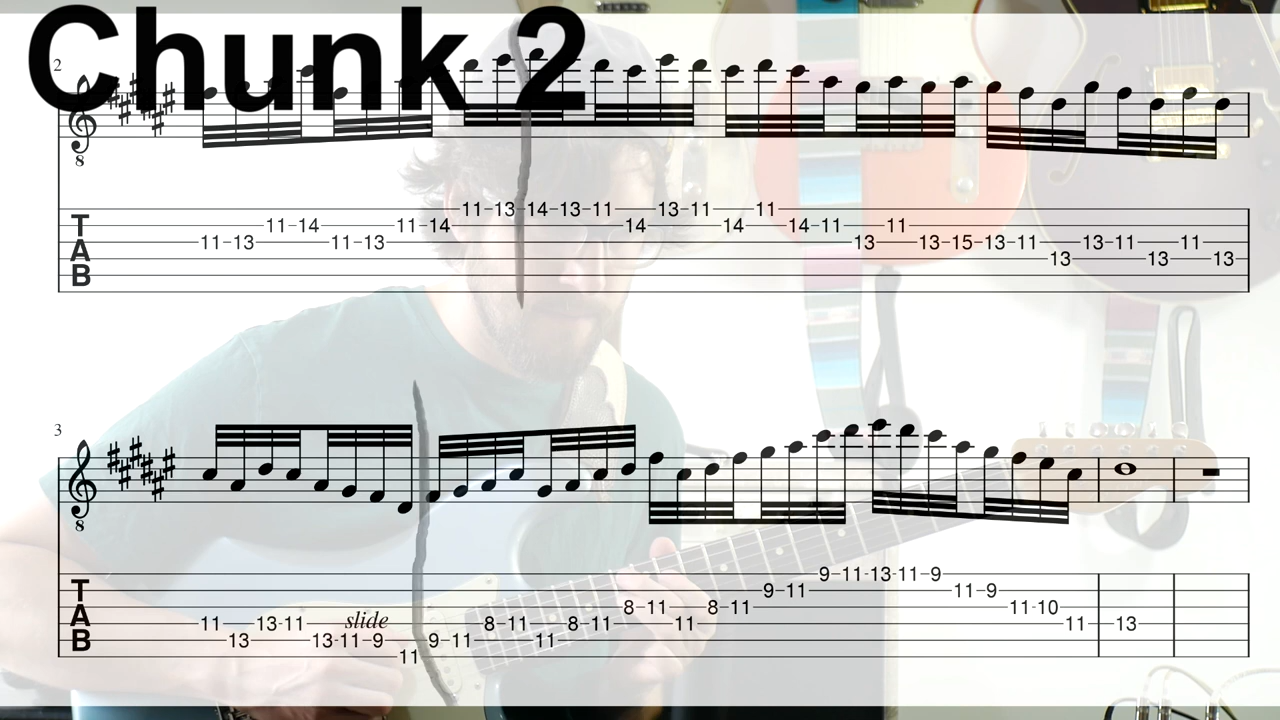 Chunk 2
2
8
11 13 11 14 11 13 11 14 11 13 14 13 11 14 13 11 14 11 14 11 13 11 13 15 13 11 13 13 11 13 11 13
TAB
3
8
slide
11 13 13 11 13 11 9 11 9 11 8 11 11 8 11 8 11 11 8 11 9 11 9 11 13 11 9 11 9 11 10 11 13
TAB